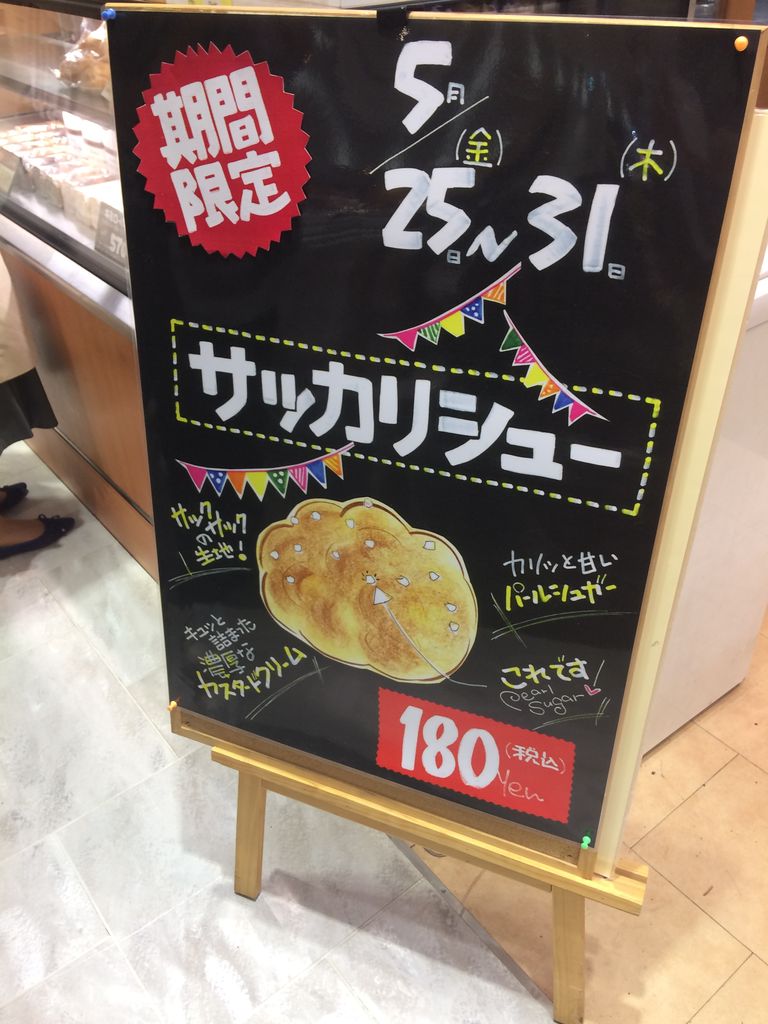 期間
限定
5月
25日(金)～31日(木)
サッカリシュー
サックサック
の
生地!
カリッと甘い
パールシュガー
キュッと
詰まった
濃厚な
カスタードクリーム
これです!
Pearl
Sugar
180 (税込)
Yen